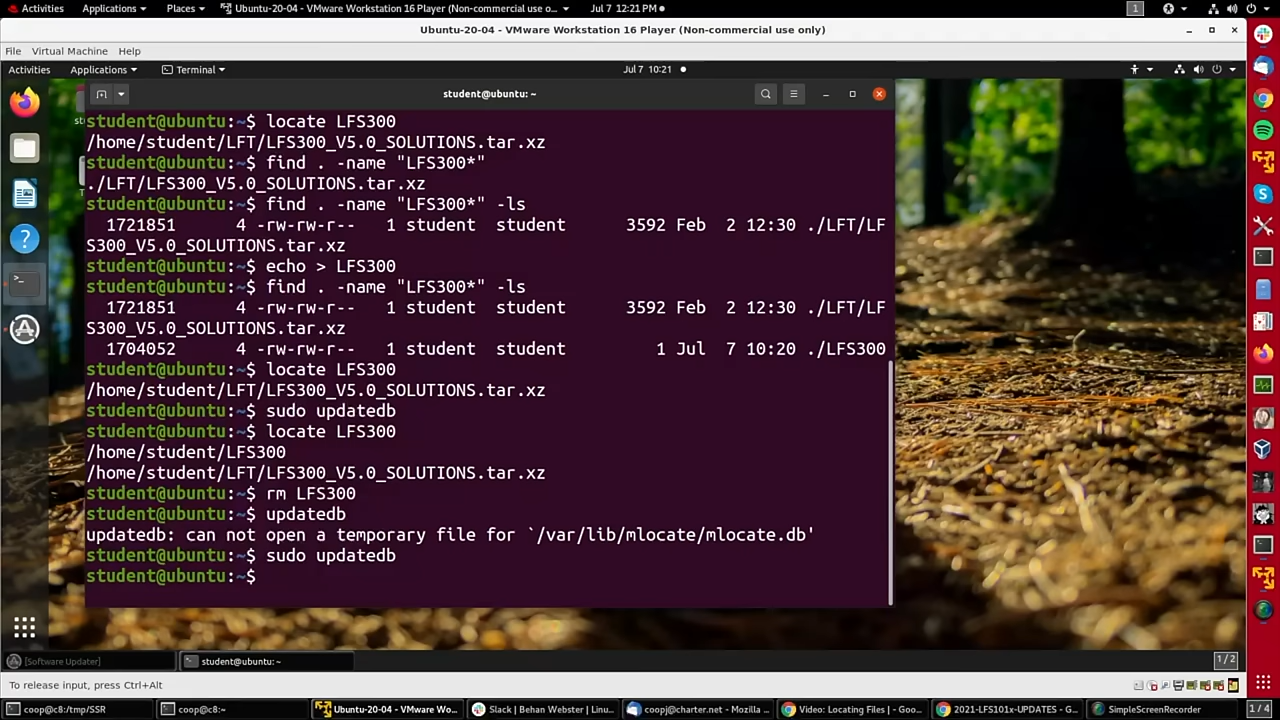 Activities Applications Places Ubuntu-20-04 - VMware Workstation 16 Player (Non-commercial use o... Jul 7 12:21 PM 1
Ubuntu-20-04 - VMware Workstation 16 Player (Non-commercial use only)
File Virtual Machine Help
Activities Applications Terminal Jul 7 10:21
student@ubuntu: ~
student@ubuntu:~$ locate LFS300
/home/student/LFT/LFS300_V5.0_SOLUTIONS.tar.xz
student@ubuntu:~$ find . -name "LFS300*"
./LFT/LFS300_V5.0_SOLUTIONS.tar.xz
student@ubuntu:~$ find . -name "LFS300*" -ls
1721851 4 -rw-rw-r-- 1 student student 3592 Feb 2 12:30 ./LFT/LF
S300_V5.0_SOLUTIONS.tar.xz
student@ubuntu:~$ echo > LFS300
student@ubuntu:~$ find . -name "LFS300*" -ls
1721851 4 -rw-rw-r-- 1 student student 3592 Feb 2 12:30 ./LFT/LF
S300_V5.0_SOLUTIONS.tar.xz
1704052 4 -rw-rw-r-- 1 student student 1 Jul 7 10:20 ./LFS300
student@ubuntu:~$ locate LFS300
/home/student/LFT/LFS300_V5.0_SOLUTIONS.tar.xz
student@ubuntu:~$ sudo updatedb
student@ubuntu:~$ locate LFS300
/home/student/LFS300
/home/student/LFT/LFS300_V5.0_SOLUTIONS.tar.xz
student@ubuntu:~$ rm LFS300
student@ubuntu:~$ updatedb
updatedb: can not open a temporary file for `/var/lib/mlocate/mlocate.db'
student@ubuntu:~$ sudo updatedb
student@ubuntu:~$
[Software Updater] student@ubuntu: ~ 1/2
To release input, press Ctrl+Alt
coop@c8:/tmp/SSR coop@c8:~ Ubuntu-20-04 - VMware Workstation ... Slack | Behan Webster | Linu... coopj@charter.net - Mozilla ... Video: Locating Files | - Goo... 2021-LFS101x-UPDATES - G... SimpleScreenRecorder 1 / 4